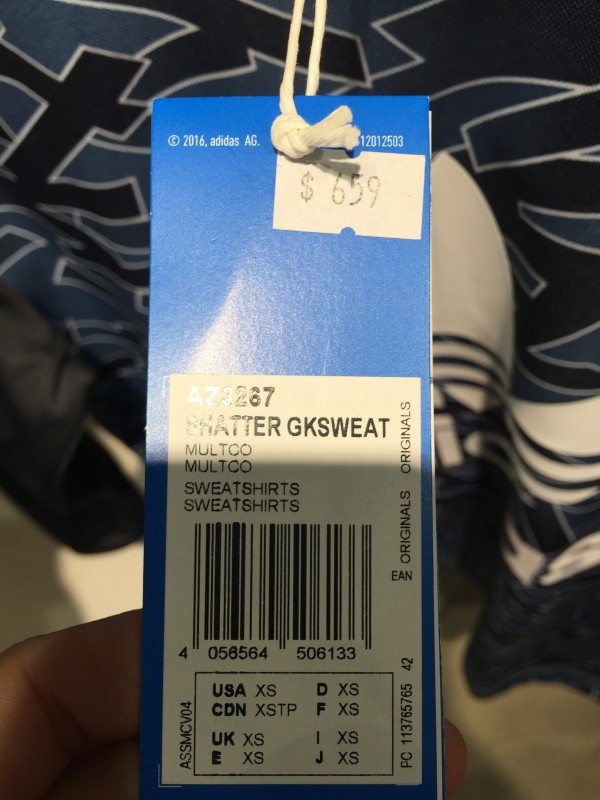 © 2016, adidas AG.
12012503
$ 659
AZ3267
SHATTER GKSWEAT
MULTCO
MULTCO
SWEATSHIRTS
SWEATSHIRTS
ORIGINALS
ORIGINALS
EAN
4 056564 506133
USA XS D XS
CDN XSTP F XS
UK XS I XS
E XS J XS
ASSMCV04
PC 113765765 42